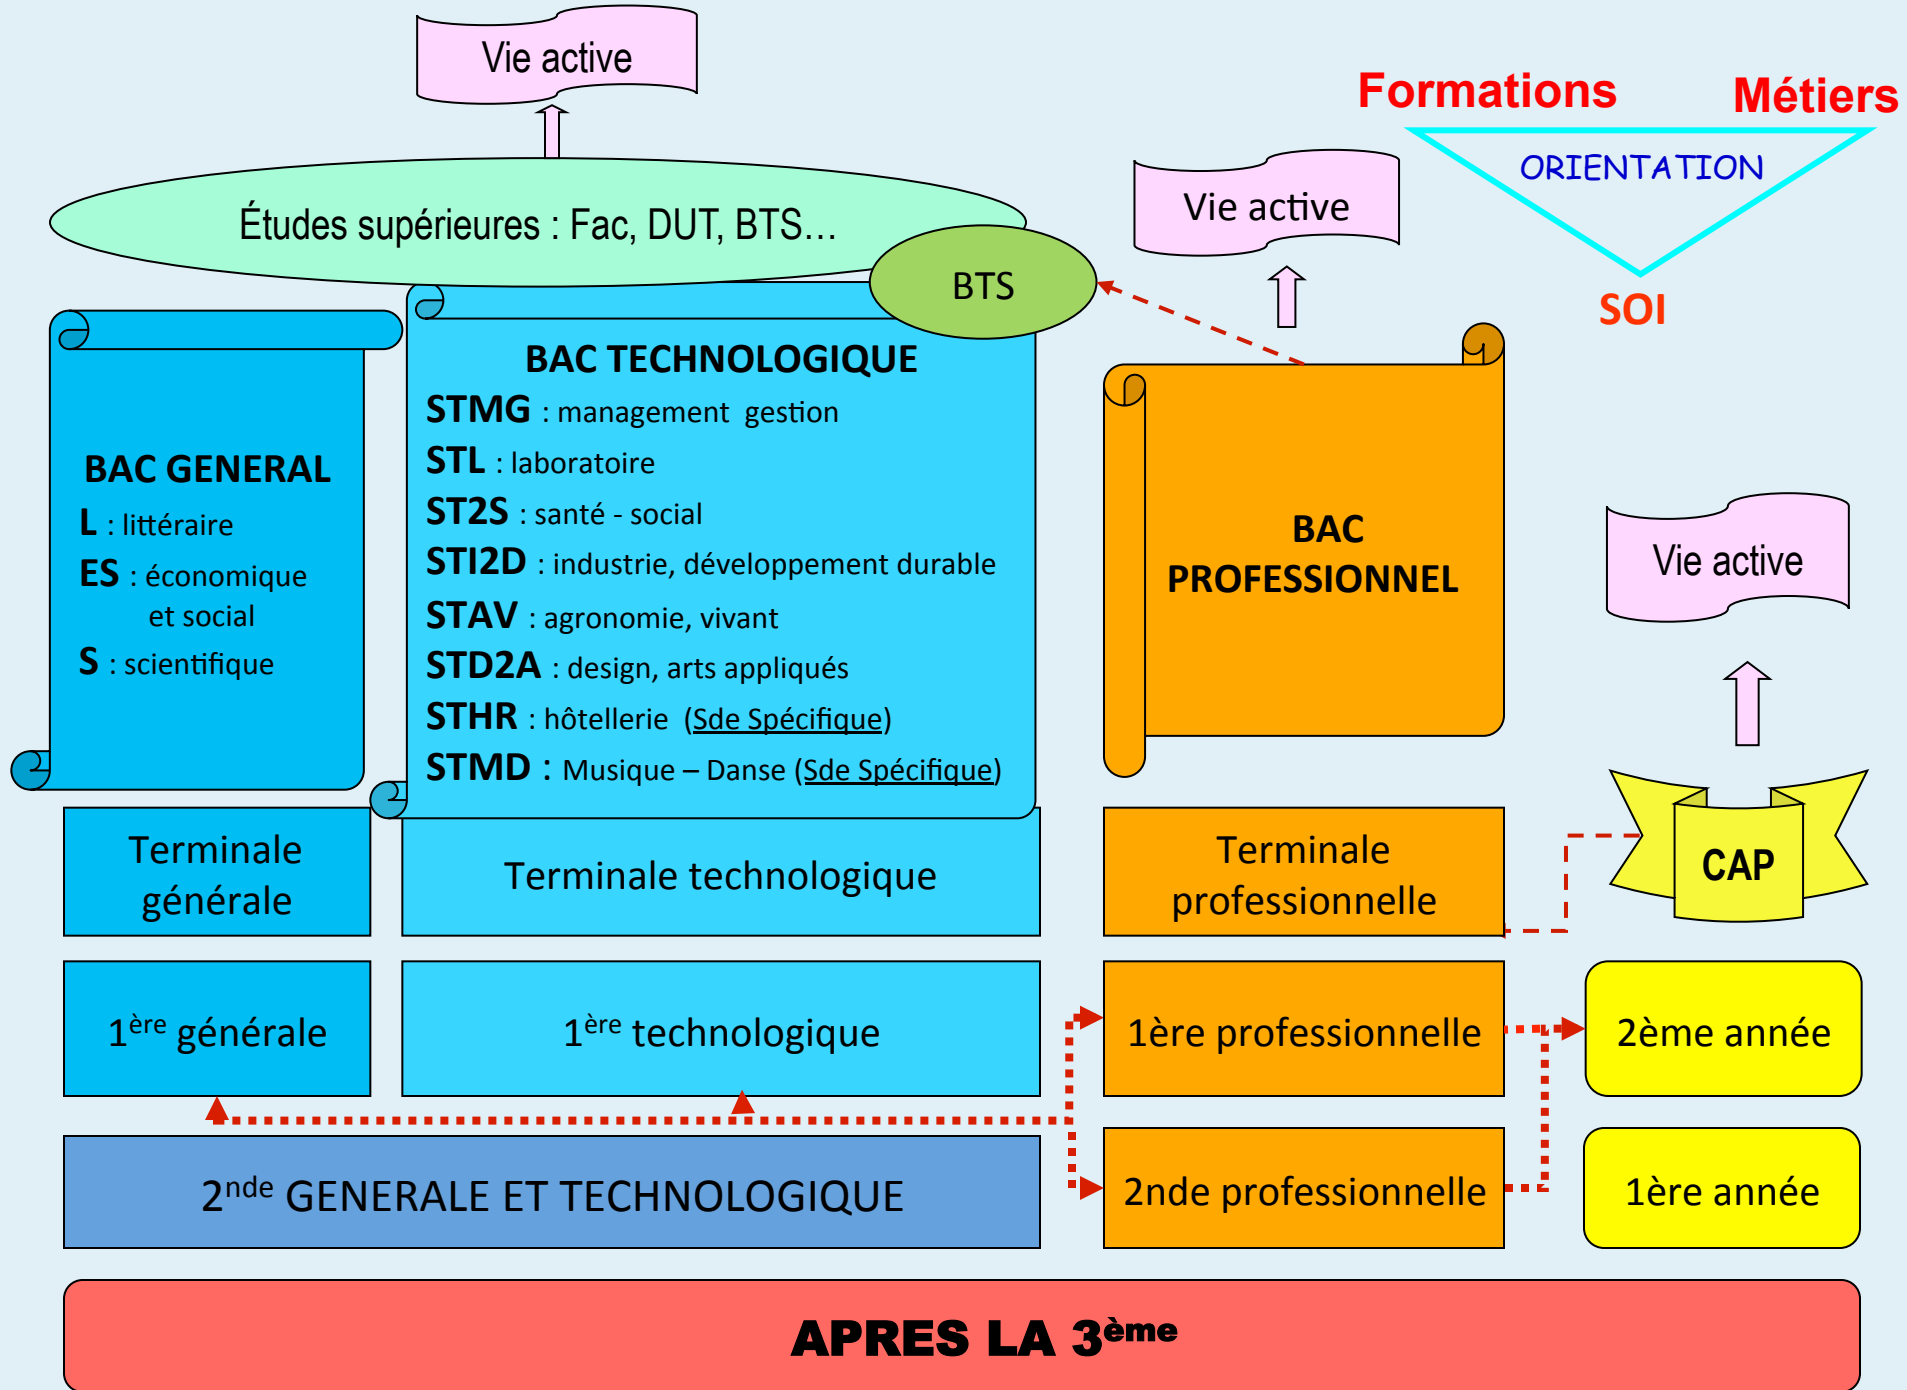 Vie active
Formations
Métiers
ORIENTATION
SOI
Études supérieures : Fac, DUT, BTS…
BTS
Vie active
BAC GENERAL
L : littéraire
ES : économique
et social
S : scientifique
BAC TECHNOLOGIQUE
STMG : management  gestion
STL : laboratoire
ST2S : santé - social
STI2D : industrie, développement durable
STAV : agronomie, vivant
STD2A : design, arts appliqués
STHR : hôtellerie  (Sde Spécifique)
STMD : Musique – Danse (Sde Spécifique)
BAC
PROFESSIONNEL
Vie active
CAP
Terminale
générale
Terminale technologique
Terminale
professionnelle
1ère générale
1ère technologique
1ère professionnelle
2ème année
2nde GENERALE ET TECHNOLOGIQUE
2nde professionnelle
1ère année
APRES LA 3ème